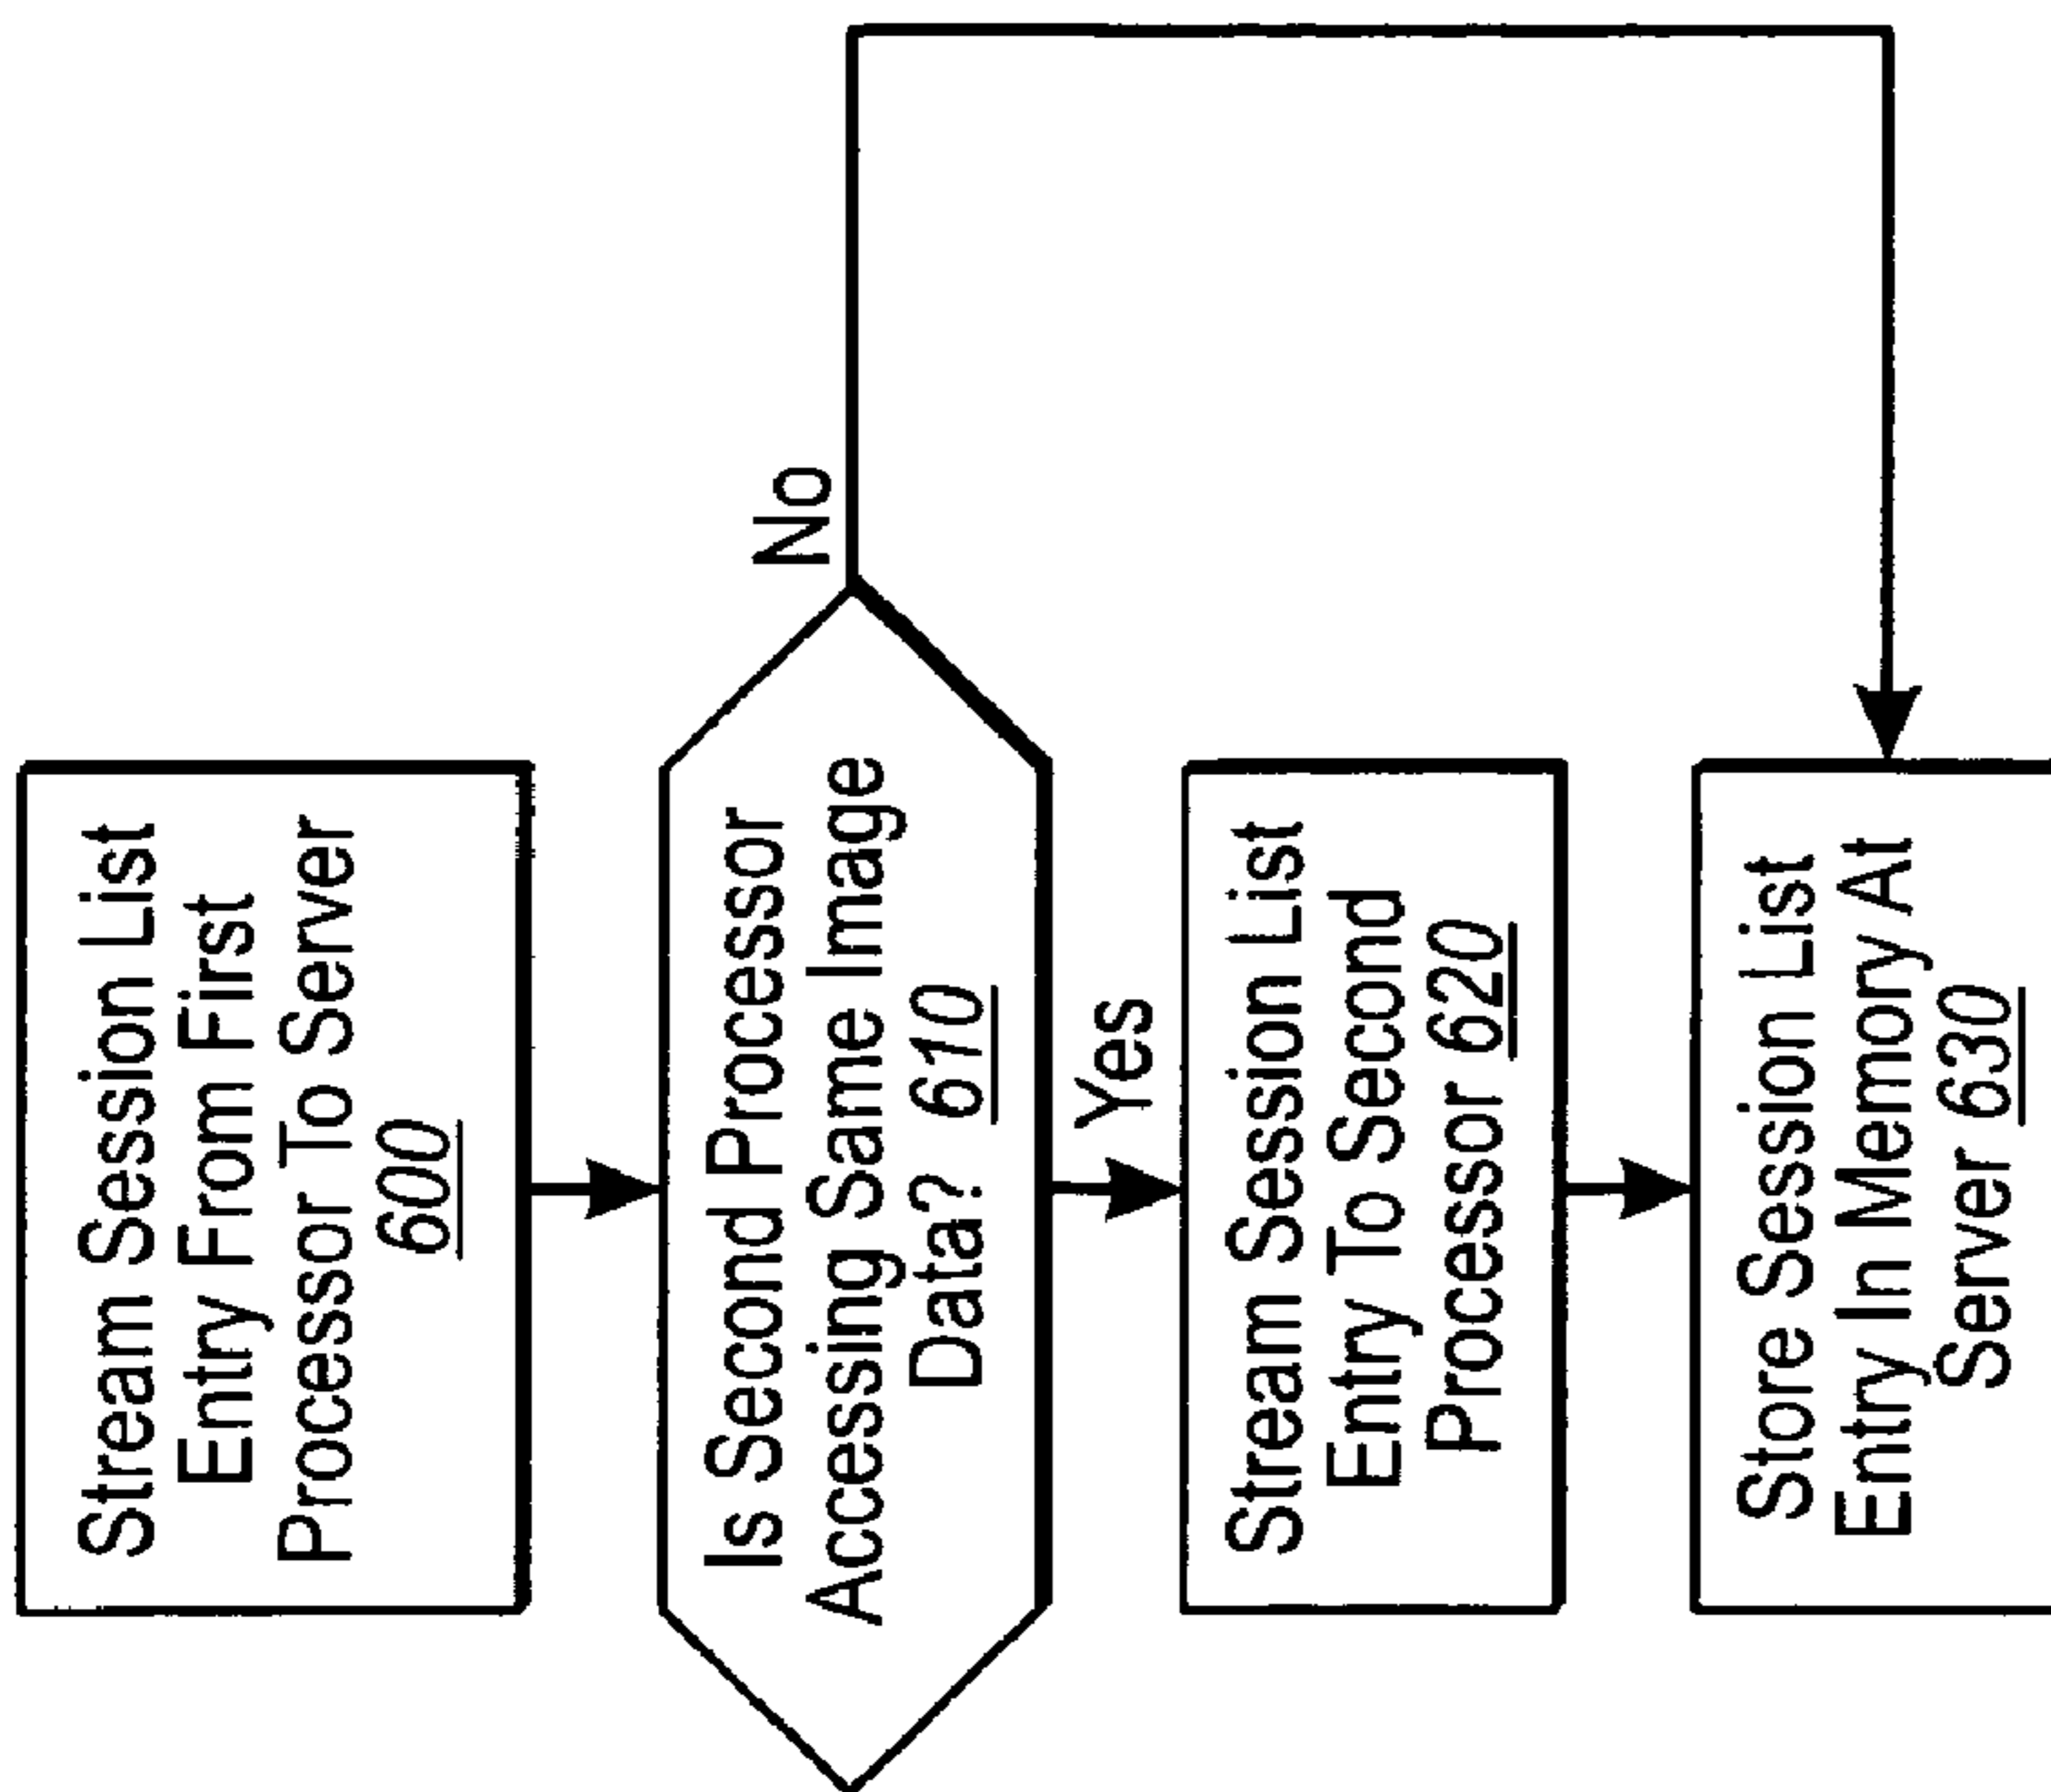 Stream Session List
Entry From First
Processor To Server
600
Is Second Processor
Accessing Same Image
Data? 610
No
Yes
Stream Session List
Entry To Second
Processor 620
Store Session List
Entry In Memory At
Server 630